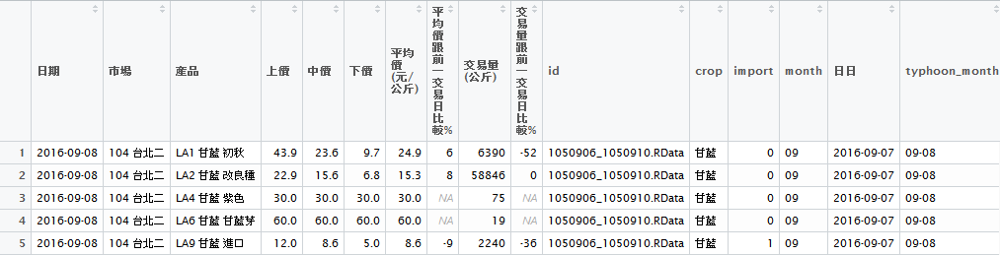 日期 市場 產品 上價 中價 下價 平均價(元/公斤) 平均價跟前一交易日比較% 交易量(公斤) 交易量跟前一交易日比較% id crop import month 日日 typhoon_month
1 2016-09-08 104 台北二 LA1 甘藍 初秋 43.9 23.6 9.7 24.9 6 6390 -52 1050906_1050910.RData 甘藍 0 09 2016-09-07 09-08
2 2016-09-08 104 台北二 LA2 甘藍 改良種 22.9 15.6 6.8 15.3 8 58846 0 1050906_1050910.RData 甘藍 0 09 2016-09-07 09-08
3 2016-09-08 104 台北二 LA4 甘藍 紫色 30.0 30.0 30.0 30.0 NA 75 NA 1050906_1050910.RData 甘藍 0 09 2016-09-07 09-08
4 2016-09-08 104 台北二 LA6 甘藍 甘藍芽 60.0 60.0 60.0 60.0 NA 19 NA 1050906_1050910.RData 甘藍 0 09 2016-09-07 09-08
5 2016-09-08 104 台北二 LA9 甘藍 進口 12.0 8.6 5.0 8.6 -9 2240 -36 1050906_1050910.RData 甘藍 1 09 2016-09-07 09-08